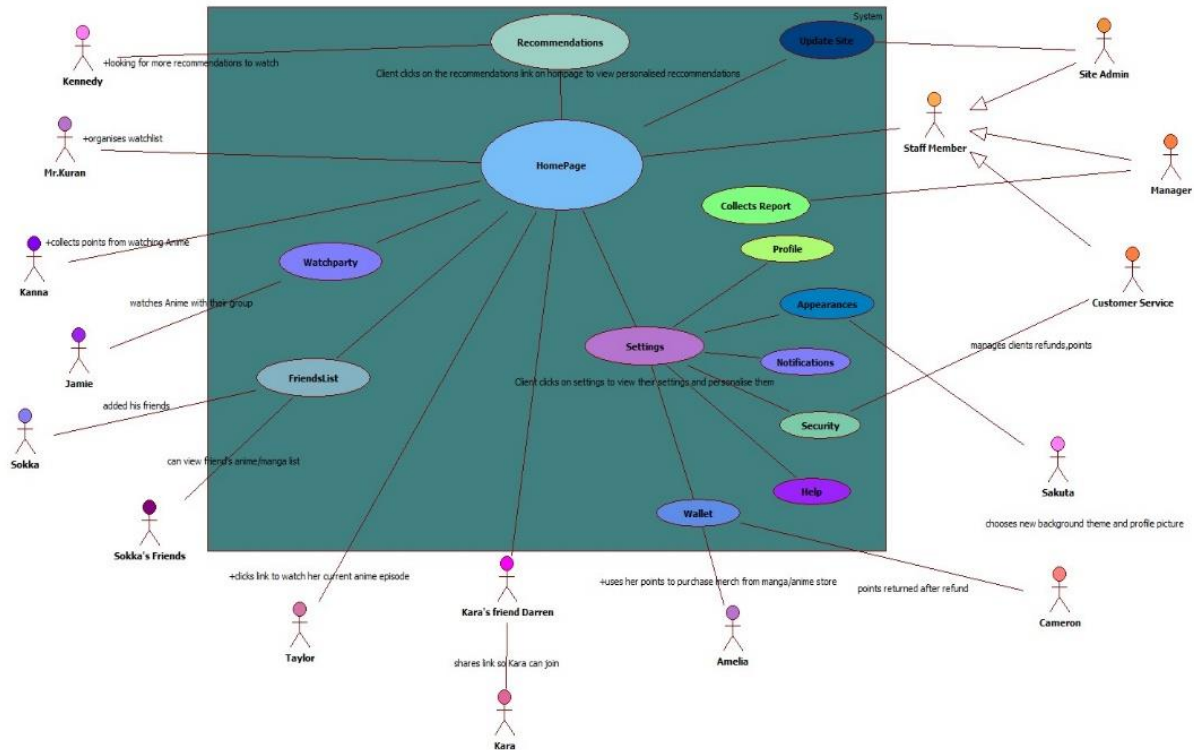 System
Recommendations
Update Site
Kennedy
+looking for more recommendations to watch
Client clicks on the recommendations link on hompage to view personalised reccommendations
Site Admin
Mr.Kuran
+organises watchlist
HomePage
Staff Member
Manager
Collects Report
Kanna
+collects points from watching Anime
Watchparty
Profile
Customer Service
Jamie
watches Anime with their group
Appearances
Settings
manages clients refunds,points
Notifications
FriendsList
Client clicks on settings to view their settings and personalise them
Sokka
added his friends
Security
can view friend's anime/manga list
Sakuta
Help
Wallet
chooses new background theme and profile picture
Sokka's Friends
+clicks link to watch her current anime episode
+uses her points to purchase merch from manga/anime store
points returned after refund
Kara's friend Darren
Cameron
Taylor
Amelia
shares link so Kara can join
Kara